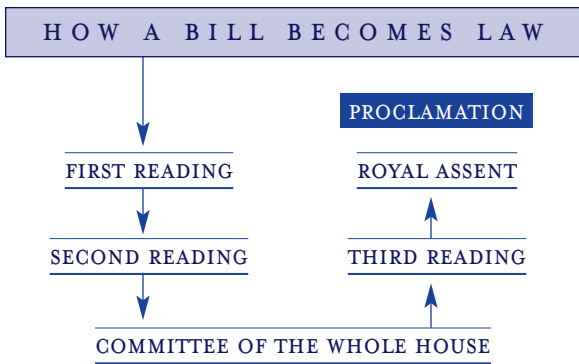 HOW A BILL BECOMES LAW
PROCLAMATION
FIRST READING
ROYAL ASSENT
SECOND READING
THIRD READING
COMMITTEE OF THE WHOLE HOUSE